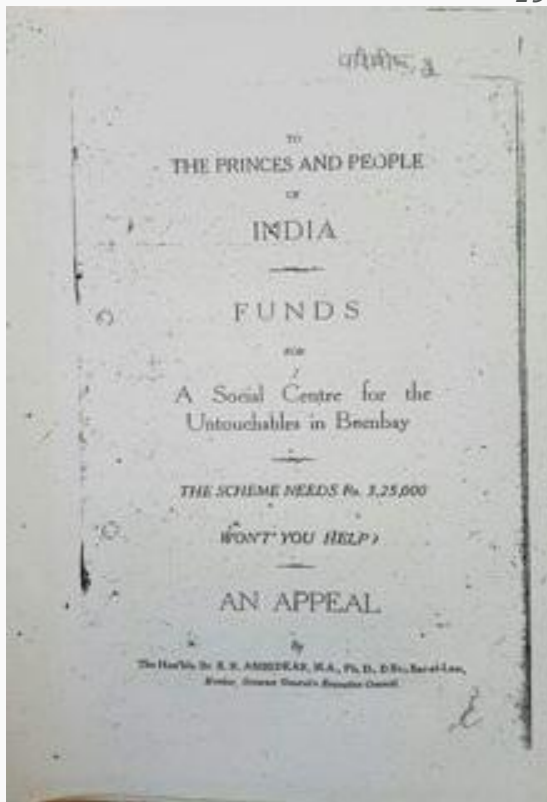 परिशिष्ट
TO
THE PRINCES AND PEOPLE
OF
INDIA
FUNDS
FOR
A Social Centre for the
Untouchables in Bombay
THE SCHEME NEEDS Rs. 3,25,000
WON'T YOU HELP?
AN APPEAL
By
The Hon'ble Dr. B. R. AMBEDKAR, M.A., Ph. D., D.Sc., Bar-at-Law,
Member, Governor General's Executive Council